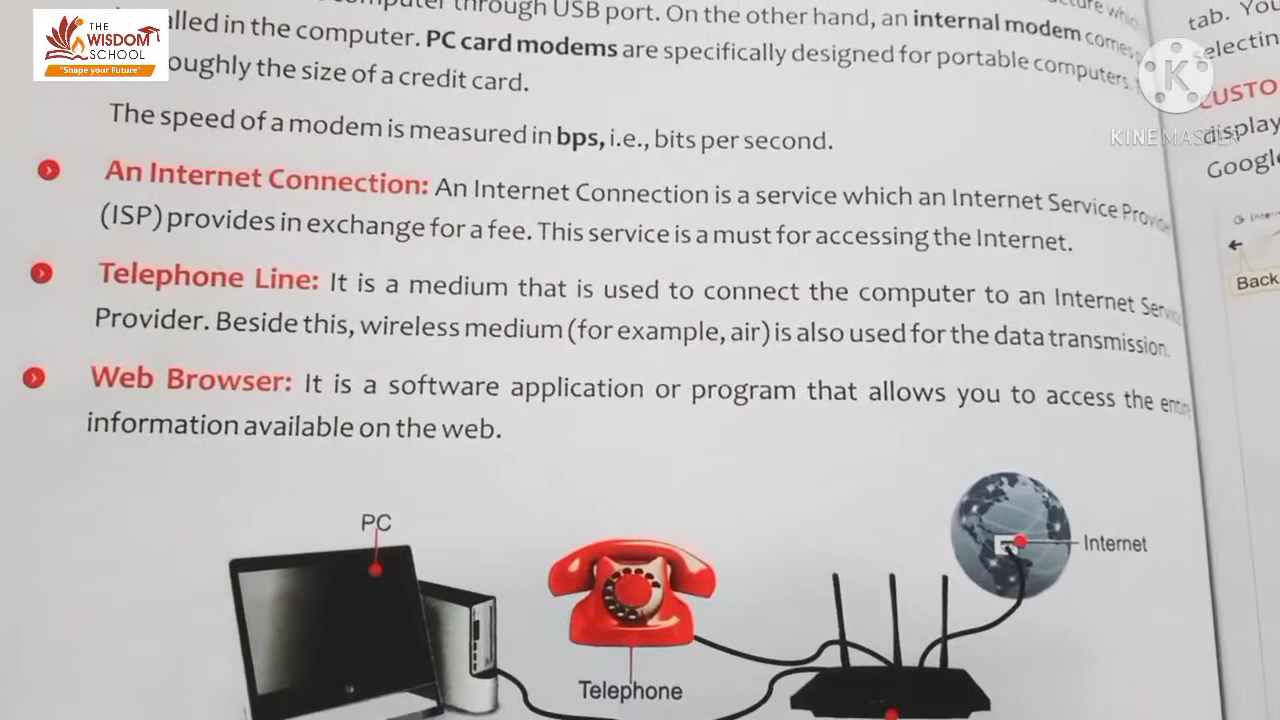 THE
WISDOM
SCHOOL
"Shape your Future"
through USB port. On the other hand, an internal modem comes
in the computer. PC card modems are specifically designed for portable computers.
the size of a credit card.
The speed of a modem is measured in bps, i.e., bits per second.
An Internet Connection: An Internet Connection is a service which an Internet Service
(ISP) provides in exchange for a fee. This service is a must for accessing the Internet.
Telephone Line: It is a medium that is used to connect the computer to an Internet
Provider. Beside this, wireless medium (for example, air) is also used for the data transmission.
Web Browser: It is a software application or program that allows you to access the
information available on the web.
PC
Telephone
Internet
K
KINEMASTER
tab. You
CUSTO
display
Google
Back